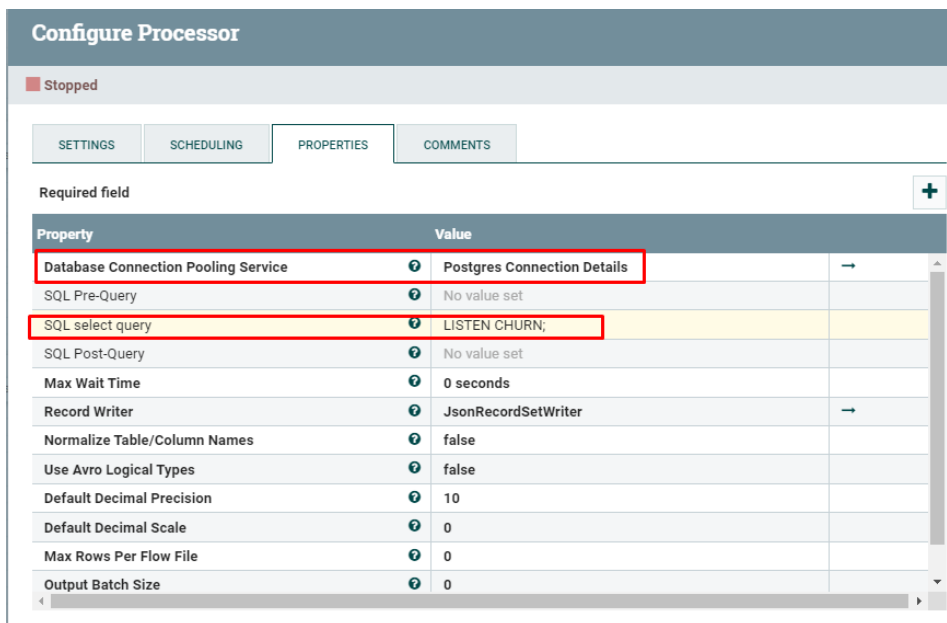 Configure Processor
Stopped
SETTINGS SCHEDULING PROPERTIES COMMENTS
Required field
Property Value
Database Connection Pooling Service Postgres Connection Details
SQL Pre-Query No value set
SQL select query LISTEN CHURN;
SQL Post-Query No value set
Max Wait Time 0 seconds
Record Writer JsonRecordSetWriter
Normalize Table/Column Names false
Use Avro Logical Types false
Default Decimal Precision 10
Default Decimal Scale 0
Max Rows Per Flow File 0
Output Batch Size 0